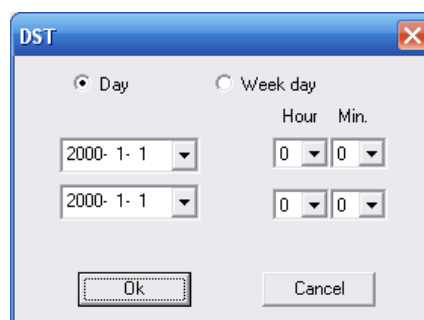 DST
Day Week day
Hour Min.
2000- 1- 1 0 0
2000- 1- 1 0 0
Ok Cancel